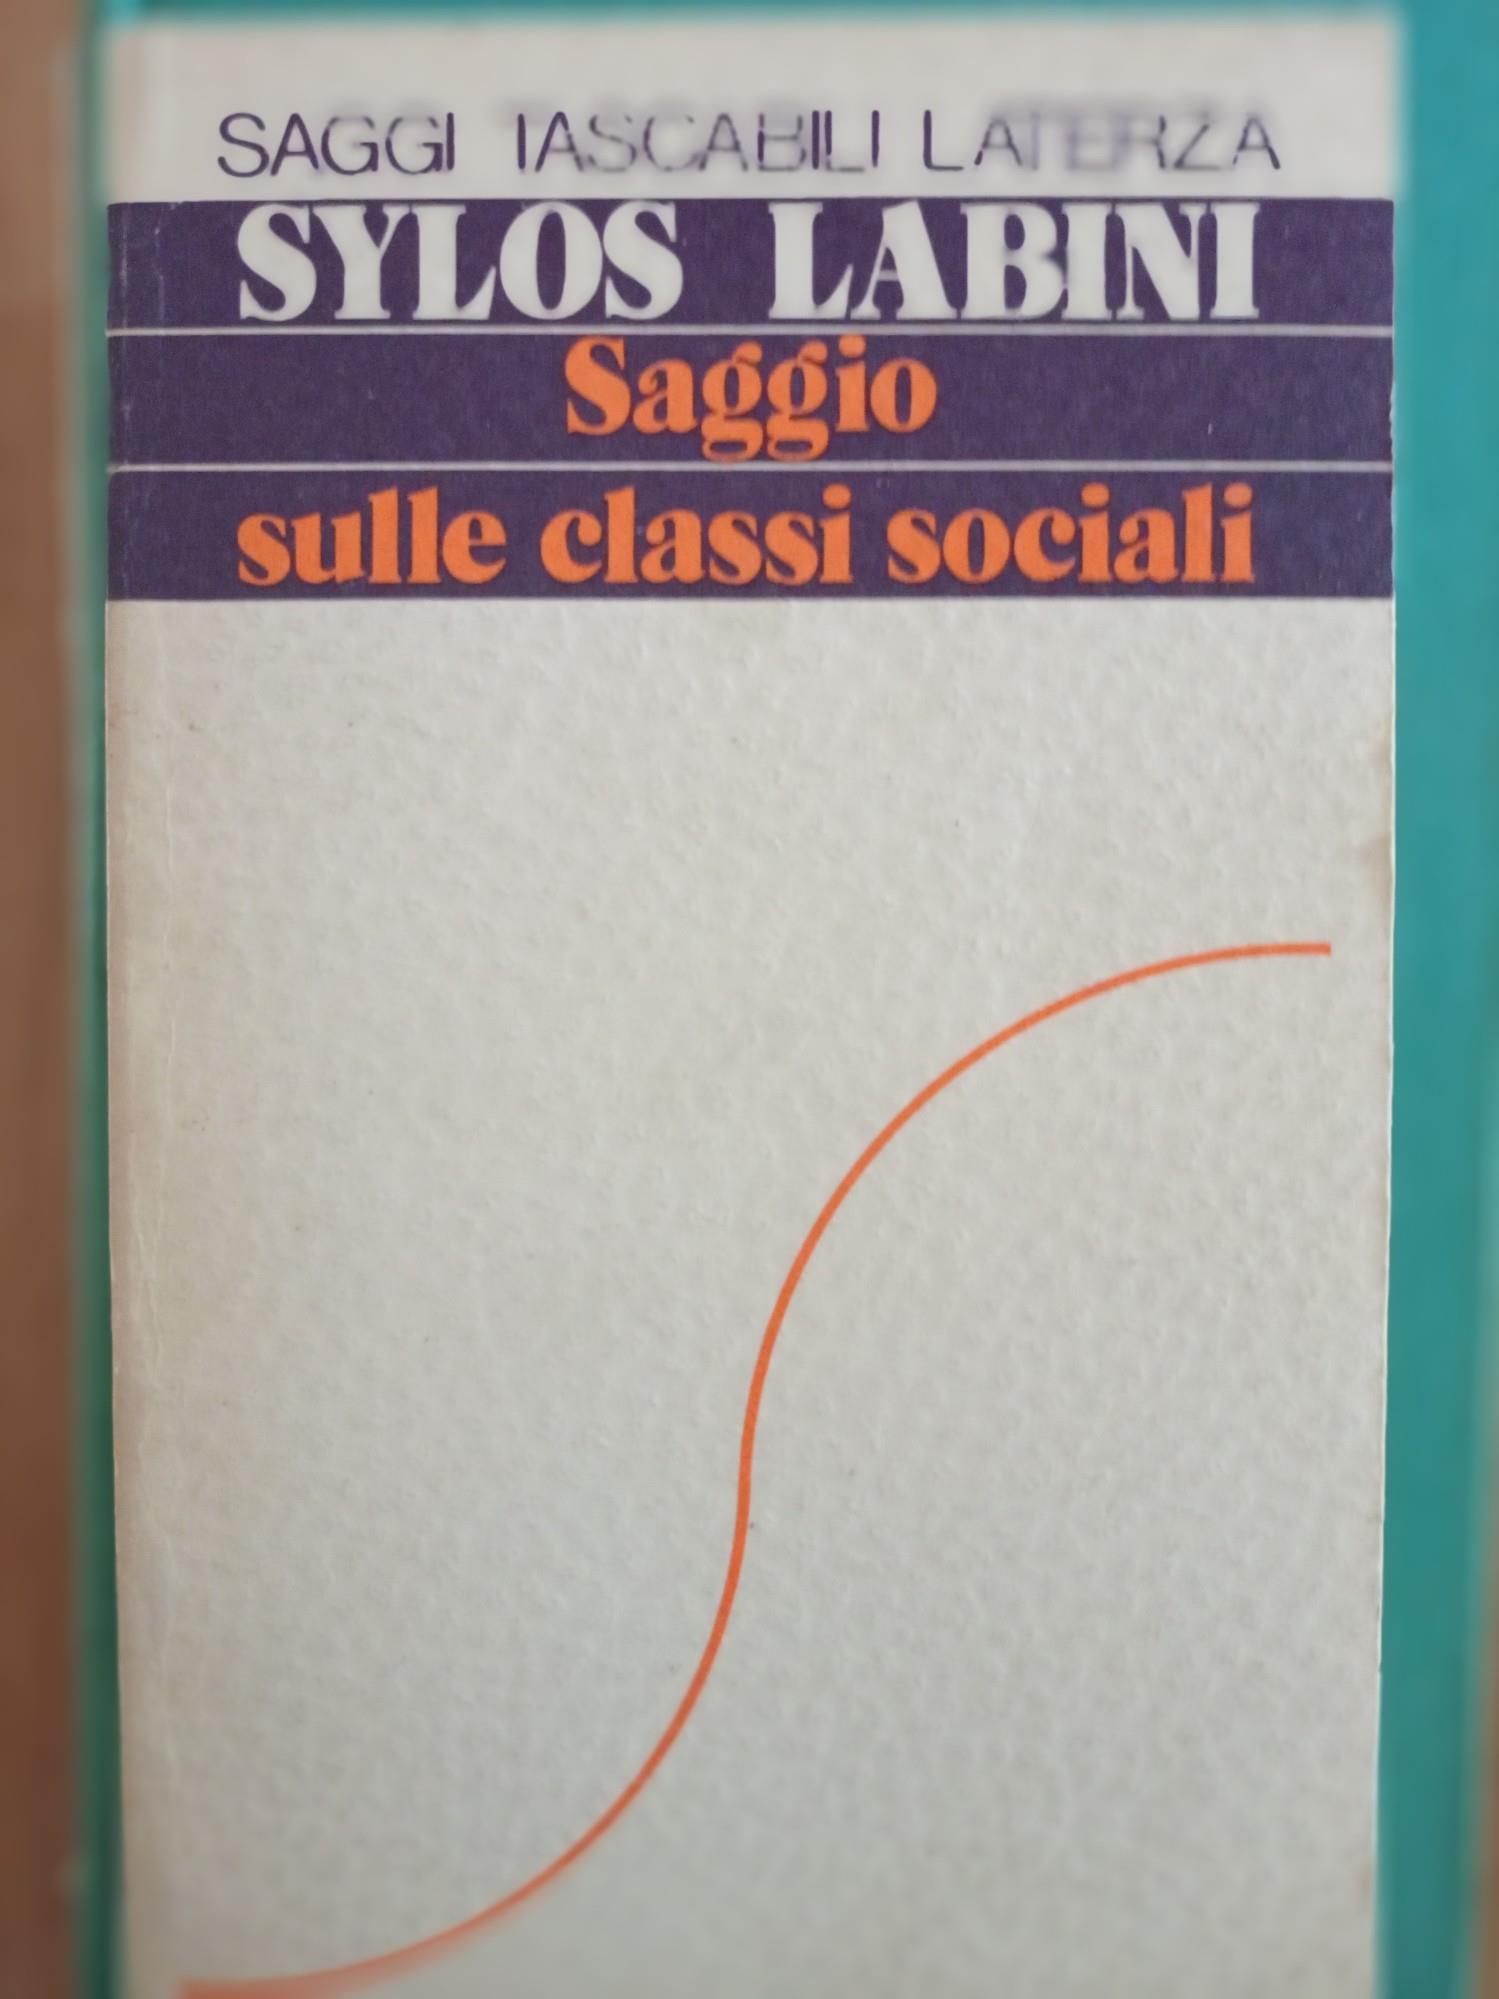 SAGGI TASCABILI LATERZA
SYLOS LABINI
Saggio
sulle classi sociali